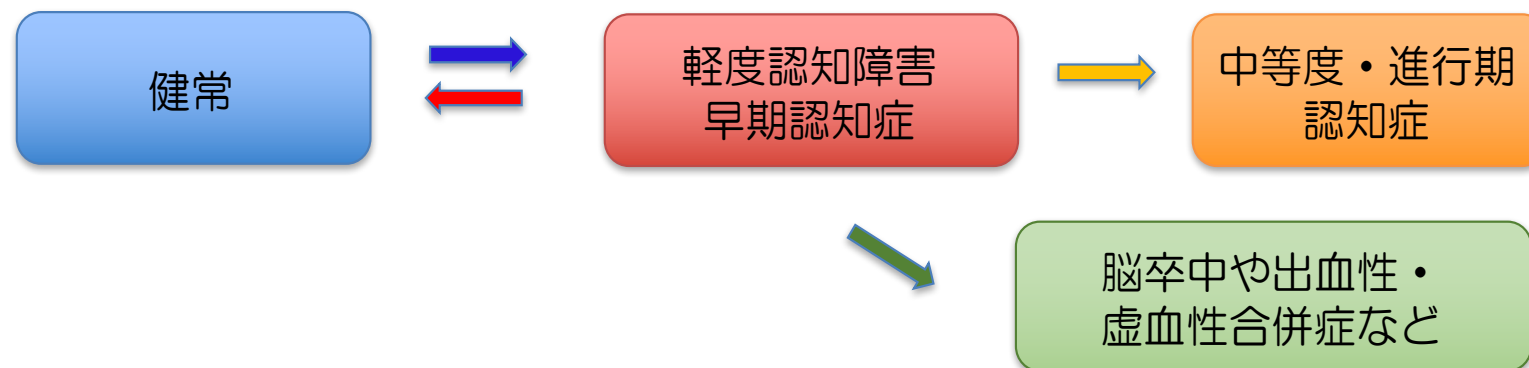 健常
軽度認知障害
早期認知症
中等度・進行期
認知症
脳卒中や出血性・
虚血性合併症など